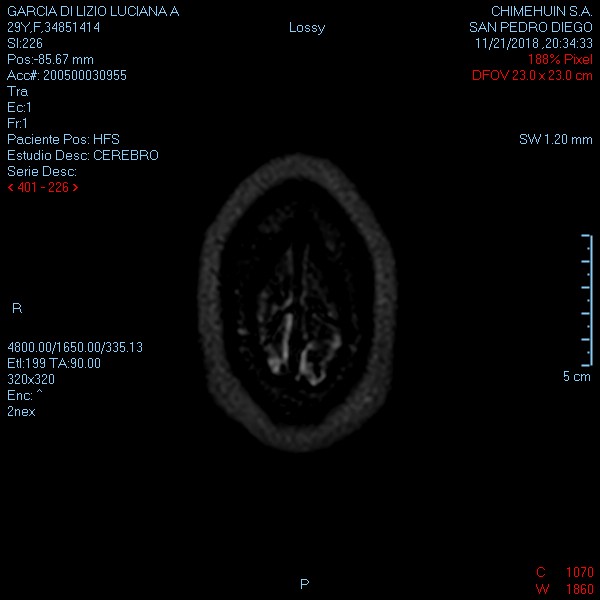 GARCIA DI LIZIO LUCIANA A
29Y,F,34851414
Sl:226
Pos:-85.67 mm
Acc#: 200500030955
Tra
Ec:1
Fr:1
Paciente Pos: HFS
Estudio Desc: CEREBRO
Serie Desc:
< 401 - 226 >
Lossy
CHIMEHUIN S.A.
SAN PEDRO DIEGO
11/21/2018 ,20:34:33
188% Pixel
DFOV 23.0 x 23.0 cm
SW 1.20 mm
R
5 cm
4800.00/1650.00/335.13
Etl:199 TA:90.00
320x320
Enc: ^
2nex
P
C 1070
W 1860